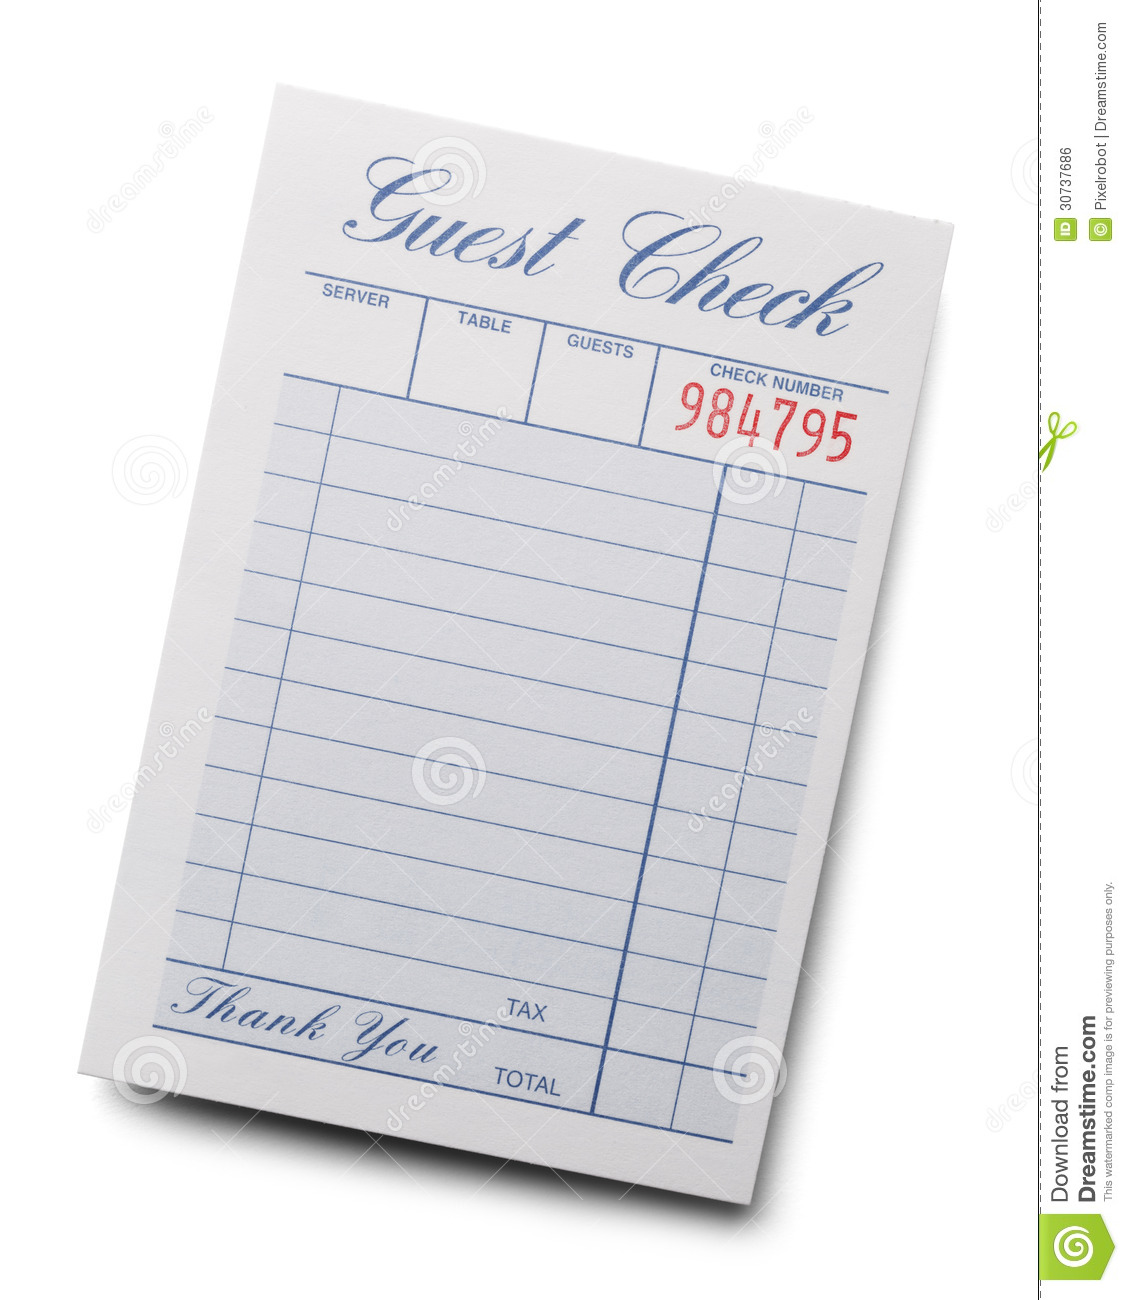 Guest Check
SERVER
TABLE
GUESTS
CHECK NUMBER
984795
TAX
Thank You
TOTAL
dreamstime
ID 30737686
© Pixelrobot | Dreamstime.com
Download from
Dreamstime.com
This watermarked comp image is for previewing purposes only.